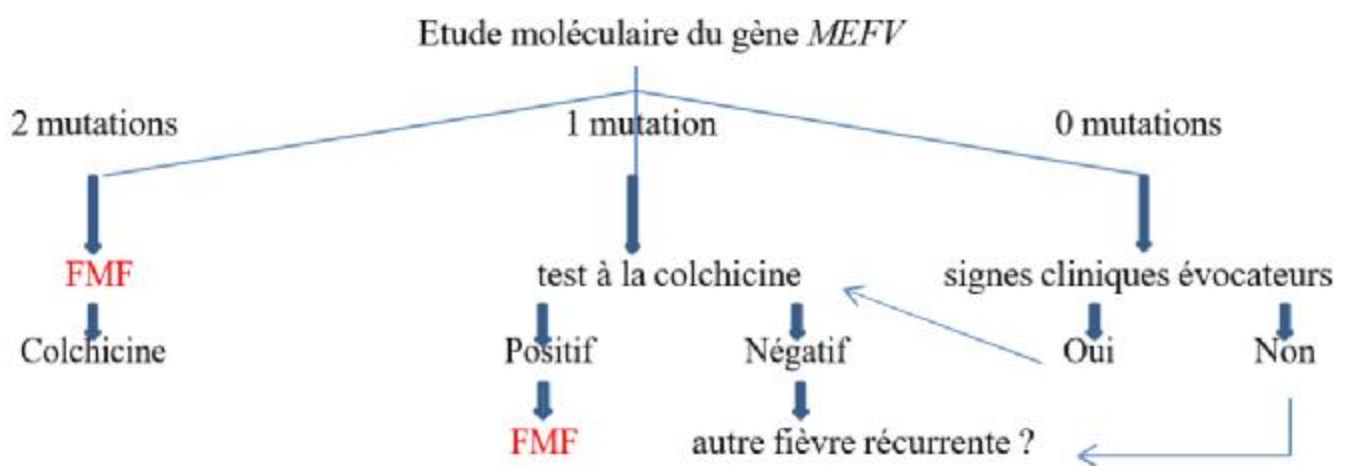 Etude moléculaire du gène MEFV
2 mutations 1 mutation 0 mutations
FMF test à la colchicine signes cliniques évocateurs
Colchicine Positif Négatif Oui Non
FMF autre fièvre récurrente ?